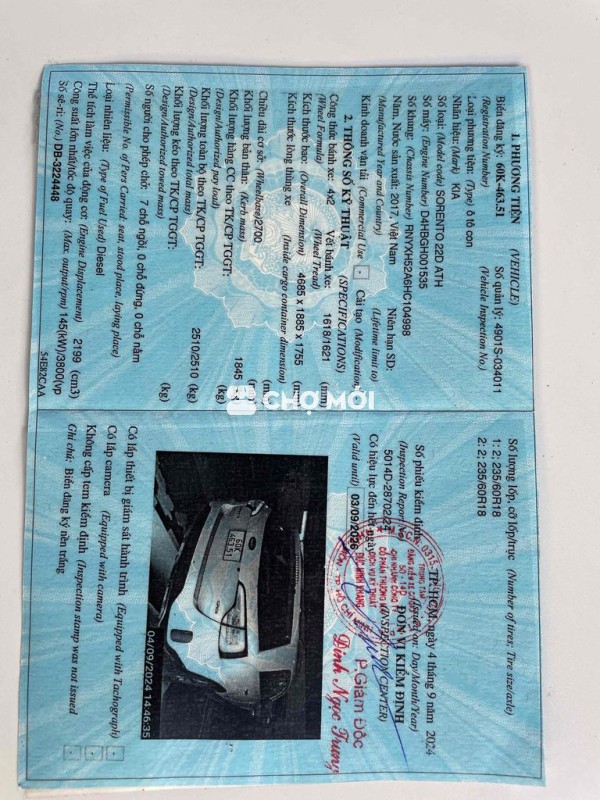 1. PHƯƠNG TIỆN (VEHICLE)
Biển đăng ký: 60K-463.51 Số quản lý: 4901S-034011
(Registration Number) (Vehicle Inspection No.)
Loại phương tiện: (Type) ô tô con
Nhãn hiệu: (Mark) KIA
Số loại: (Model code) SORENTO 22D ATH
Số máy: (Engine Number) D4HBGH001535
Số khung: (Chassis Number) RNYXH52A6HC104998
Năm, Nước sản xuất: 2017, Việt Nam Niên hạn SD:
(Manufactured Year and Country) (Lifetime limit to)
Kinh doanh vận tải (Commercial Use) Cải tạo (Modification)
2. THÔNG SỐ KỸ THUẬT (SPECIFICATIONS)
Công thức bánh xe: 4x2 Vết bánh xe: 1618/1621 (mm)
(Wheel Formula) (Wheel Tread)
Kích thước bao: (Overall Dimension) 4685 x 1885 x 1755
Kích thước lòng thùng xe
(Inside cargo container dimension)
Chiều dài cơ sở: (Wheelbase) 2700
Khối lượng bản thân: (Kerb mass) 1845
Khối lượng hàng CC theo TK/CP TGGT:
(Design/Authorized pay load)
Khối lượng toàn bộ theo TK/CP TGGT: 2510/2510 (kg)
(Design/Authorized total mass)
Khối lượng kéo theo TK/CP TGGT: (kg)
(Design/Authorized towed mass)
Số người cho phép chở: 7 chỗ ngồi, 0 chỗ đứng, 0 chỗ nằm
(Permissible No. of Pers Carried: seat, stood place, laying place)
Loại nhiên liệu: (Type of Fuel Used) Diesel
Thể tích làm việc của động cơ: (Engine Displacement) 2199 (cm3)
Công suất lớn nhất/tốc độ quay: (Max. output/rpm) 145(kW)/3800(vp
Số sê-ri: (No.) DB-3224448 54EB2CAA
CHỢ MỚI
Số lượng lốp, cỡ lốp/trục (Number of tires; Tire size/axle)
1: 2; 235/60R18
2: 2; 235/60R18
TP. HCM, ngày 4 tháng 9 năm 2024
(Issued on: Day/Month/Year)
Số phiếu kiểm định ĐƠN VỊ KIỂM ĐỊNH
(Inspection Report No) (INSPECTION CENTER)
5014D-28702/2
Có hiệu lực đến hết ngày
(Valid until) 03/09/2026
P. Giám Đốc
Đinh Ngọc Trung
60K
463.51
04/09/2024 14:46:35
Có lắp thiết bị giám sát hành trình (Equipped with Tachograph)
Có lắp camera (Equipped with camera)
Không cấp tem kiểm định (Inspection stamp was not issued)
Ghi chú: Biển đăng ký nền trắng